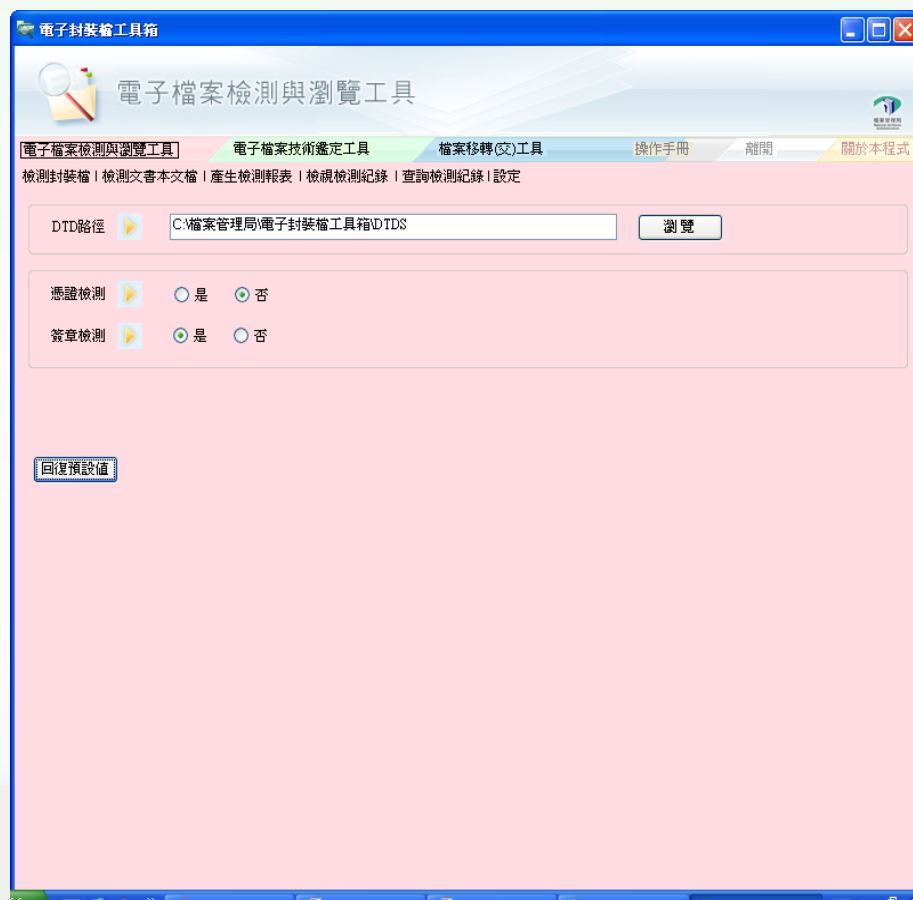 電子封裝檔工具箱
電子檔案檢測與瀏覽工具
檔案管理局
電子檔案檢測與瀏覽工具 電子檔案技術鑑定工具 檔案移轉(交)工具 操作手冊 離開 關於本程式
檢測封裝檔 | 檢測文書本文檔 | 產生檢測報表 | 檢視檢測紀錄 | 查詢檢測紀錄 | 設定
DTD路徑 C:\檔案管理局\電子封裝檔工具箱\DTDS 瀏覽
憑證檢測 是 否
簽章檢測 是 否
回復預設值